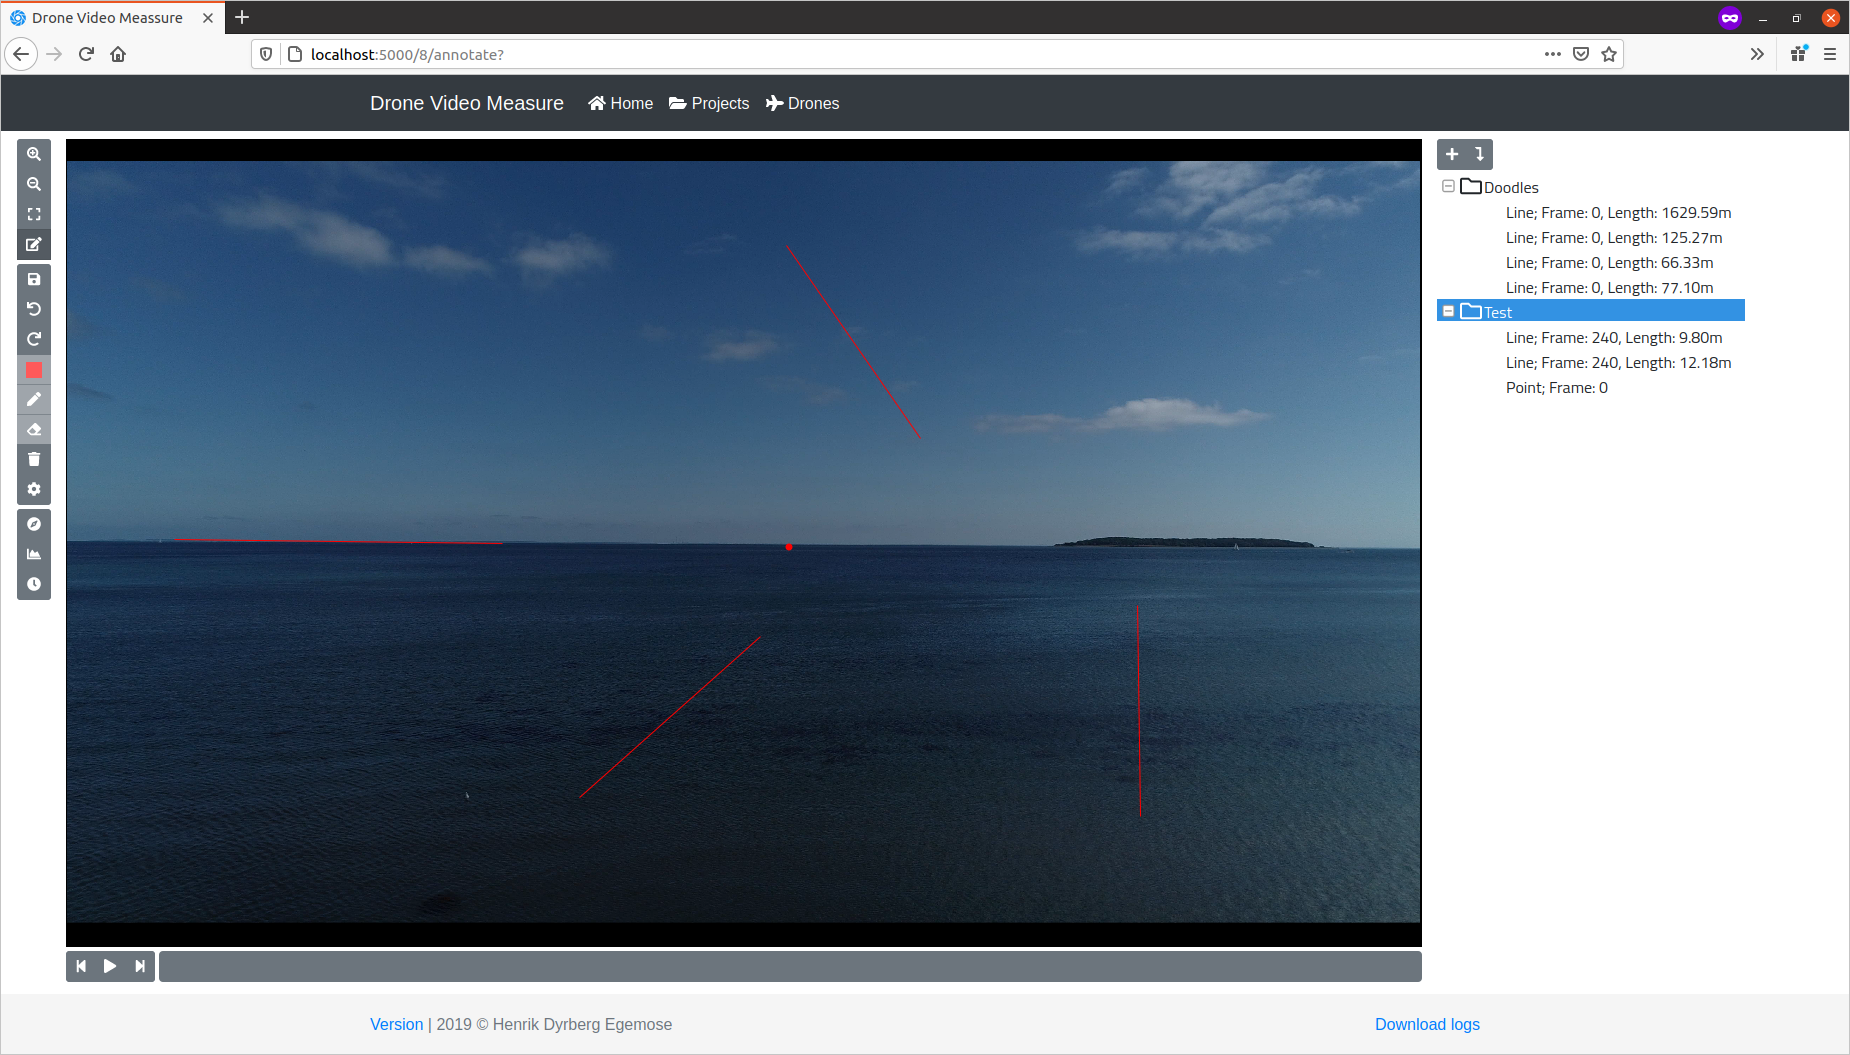 Drone Video Meassure
localhost:5000/8/annotate?
Drone Video Measure Home Projects Drones
Doodles
Line; Frame: 0, Length: 1629.59m
Line; Frame: 0, Length: 125.27m
Line; Frame: 0, Length: 66.33m
Line; Frame: 0, Length: 77.10m
Test
Line; Frame: 240, Length: 9.80m
Line; Frame: 240, Length: 12.18m
Point; Frame: 0
Version | 2019 © Henrik Dyrberg Egemose
Download logs